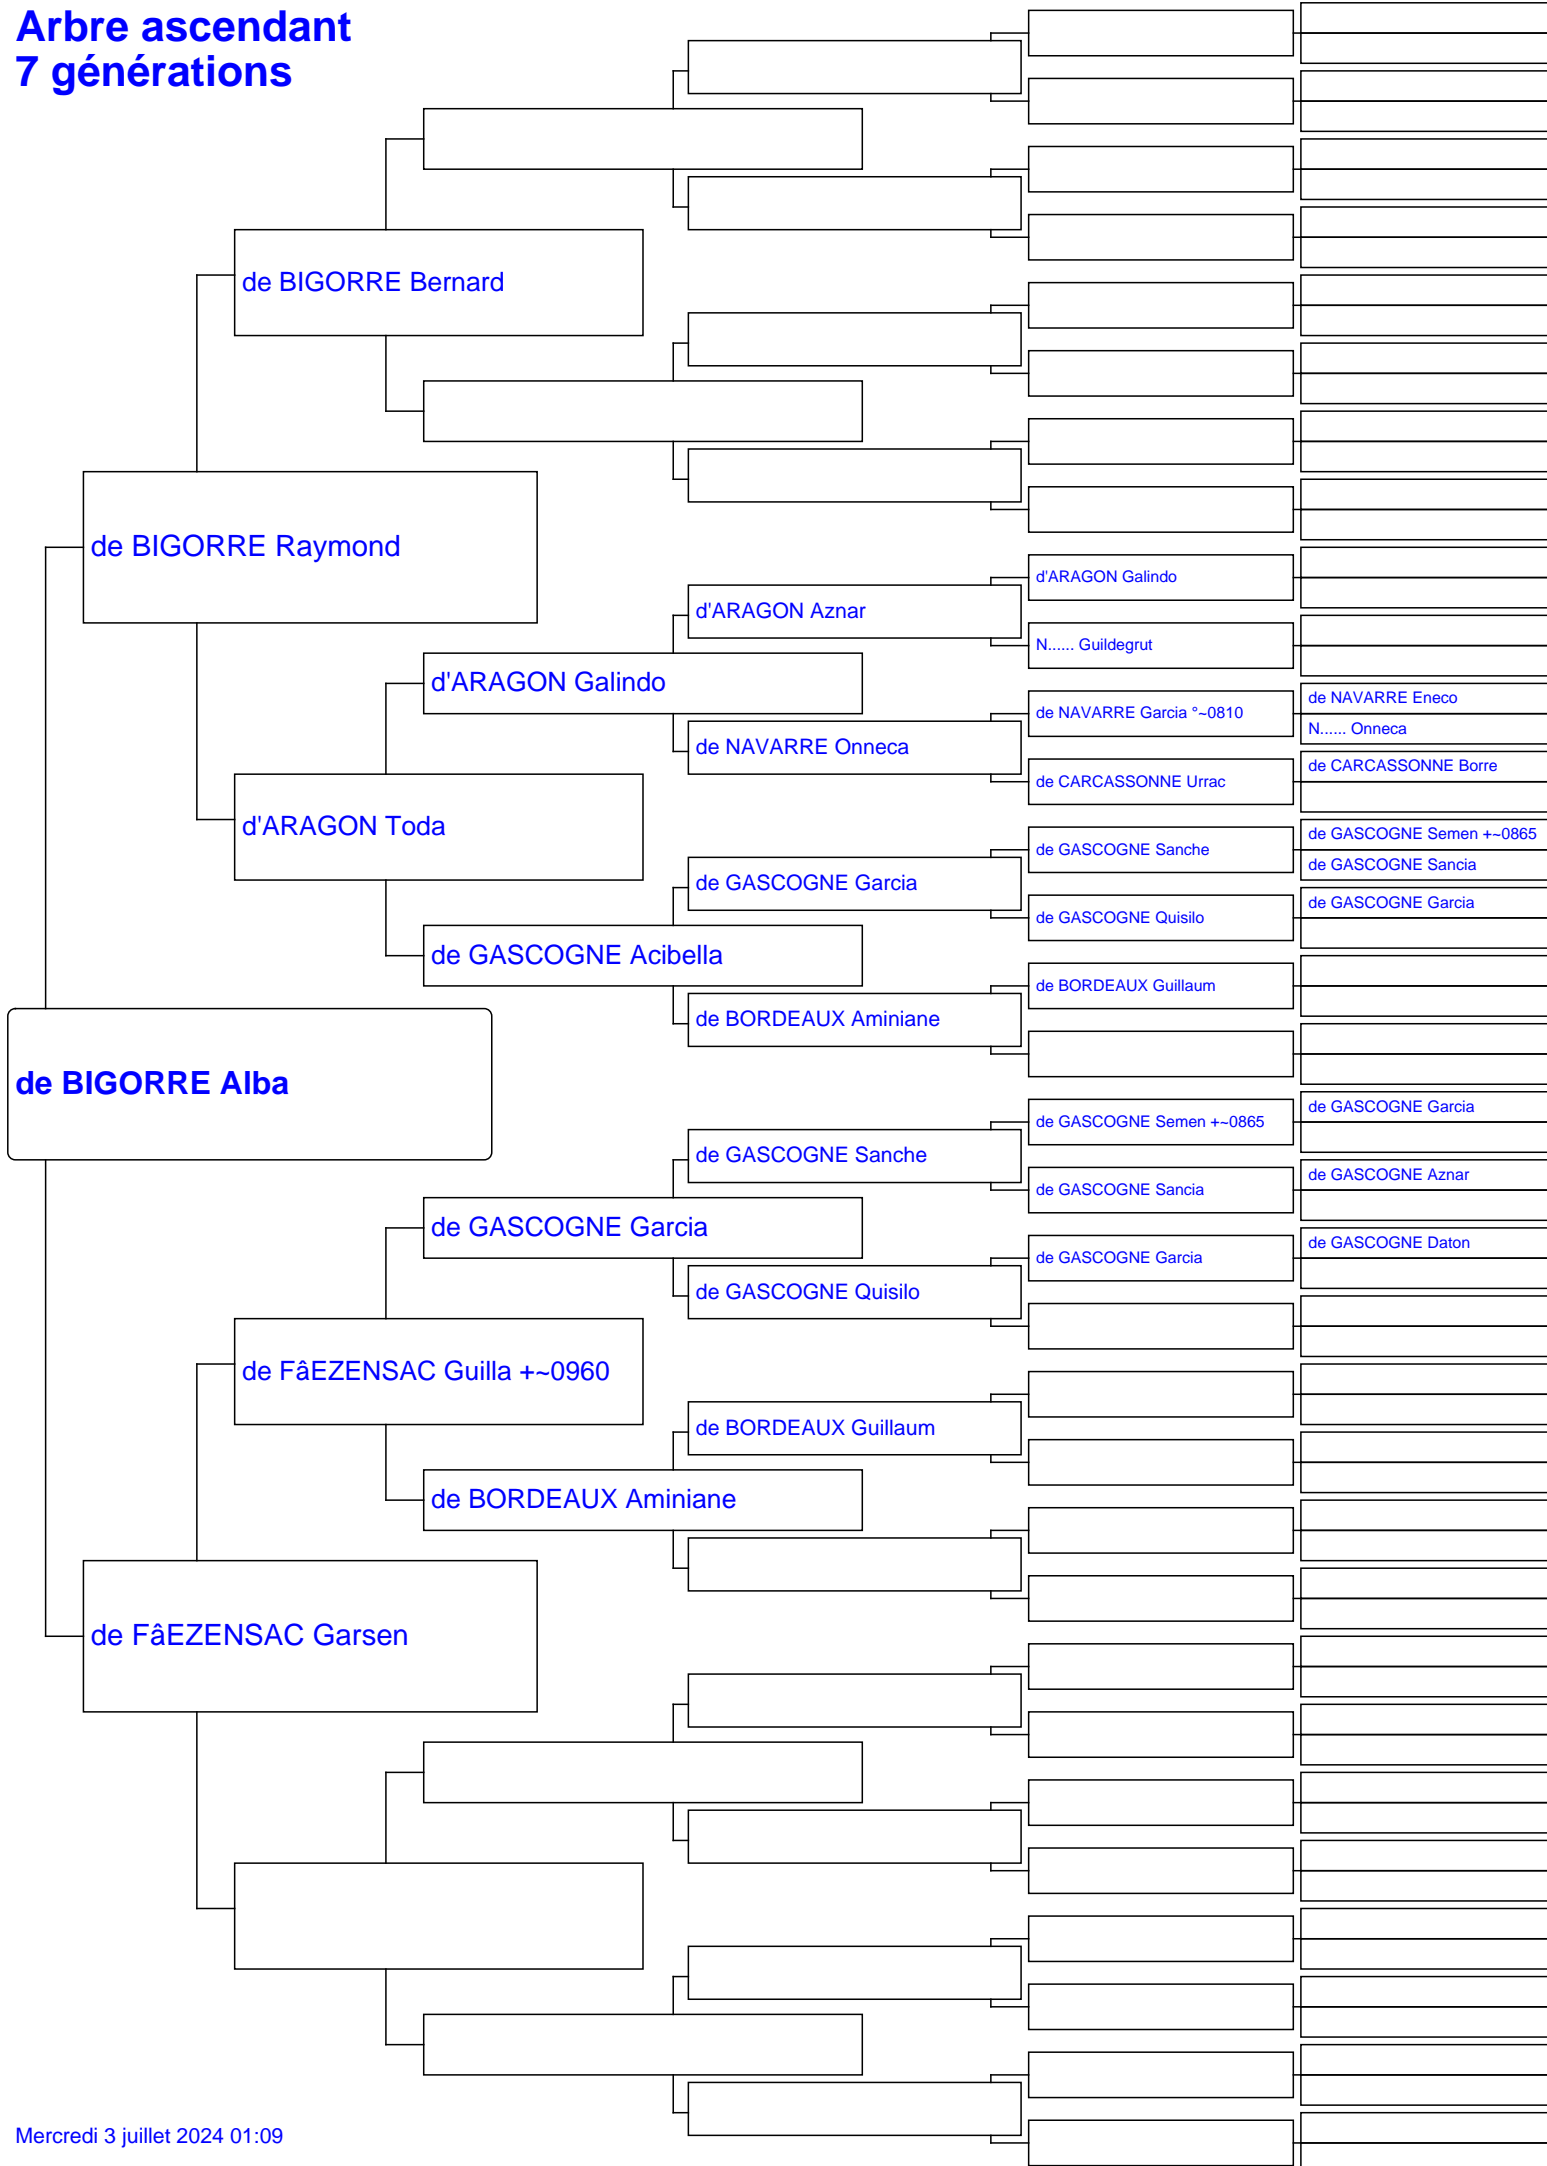 Arbre ascendant
7 générations
de BIGORRE Bernard
de BIGORRE Raymond
d'ARAGON Galindo
d'ARAGON Aznar
N...... Guildegrut
d'ARAGON Galindo
de NAVARRE Eneco
de NAVARRE Garcia °~0810
N...... Onneca
de NAVARRE Onneca
de CARCASSONNE Borre
de CARCASSONNE Urrac
d'ARAGON Toda
de GASCOGNE Semen +~0865
de GASCOGNE Sanche
de GASCOGNE Sancia
de GASCOGNE Garcia
de GASCOGNE Garcia
de GASCOGNE Quisilo
de GASCOGNE Acibella
de BORDEAUX Guillaum
de BORDEAUX Aminiane
de BIGORRE Alba
de GASCOGNE Garcia
de GASCOGNE Semen +~0865
de GASCOGNE Sanche
de GASCOGNE Aznar
de GASCOGNE Sancia
de GASCOGNE Garcia
de GASCOGNE Daton
de GASCOGNE Garcia
de GASCOGNE Quisilo
de FâEZENSAC Guilla +~0960
de BORDEAUX Guillaum
de BORDEAUX Aminiane
de FâEZENSAC Garsen
Mercredi 3 juillet 2024 01:09